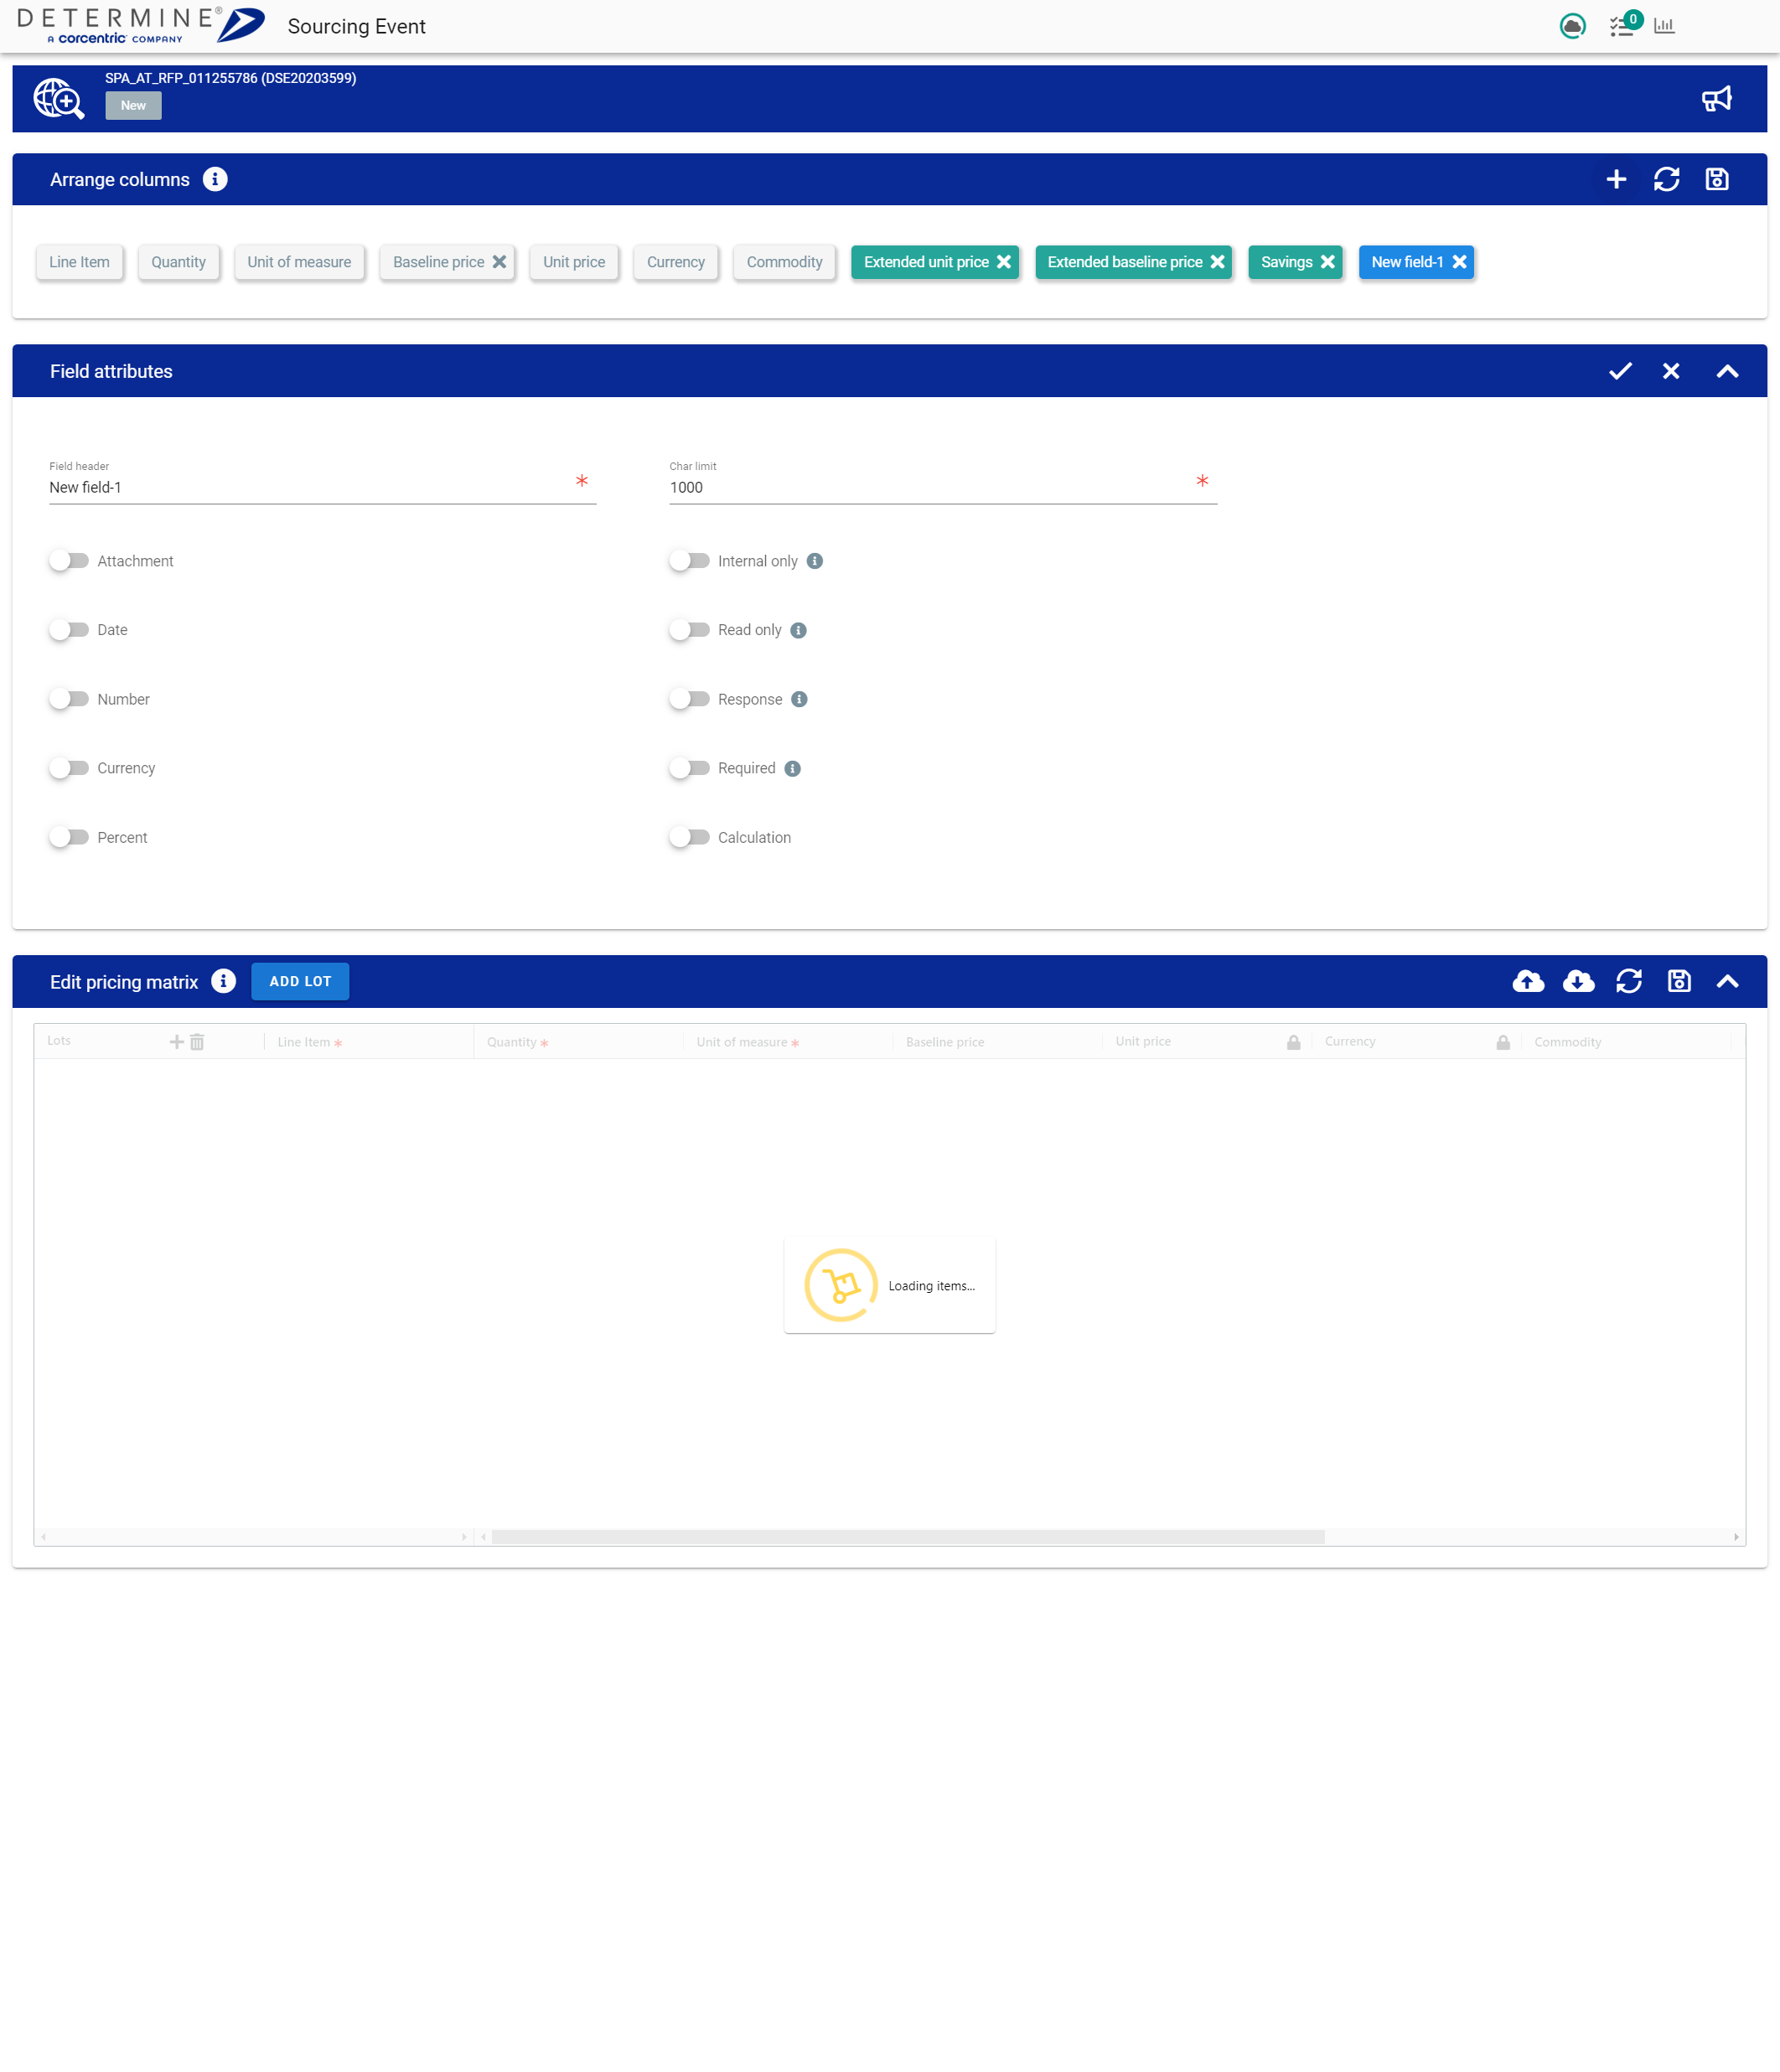 DETERMINE®
A corcentric COMPANY
Sourcing Event
0
SPA_AT_RFP_011255786 (DSE20203599)
New
Arrange columns
Line Item Quantity Unit of measure Baseline price Unit price Currency Commodity Extended unit price Extended baseline price Savings New field-1
Field attributes
Field header Char limit
New field-1 * 1000 *
Attachment Internal only
Date Read only
Number Response
Currency Required
Percent Calculation
Edit pricing matrix ADD LOT
Lots Line Item * Quantity * Unit of measure * Baseline price Unit price Currency Commodity
Loading items...